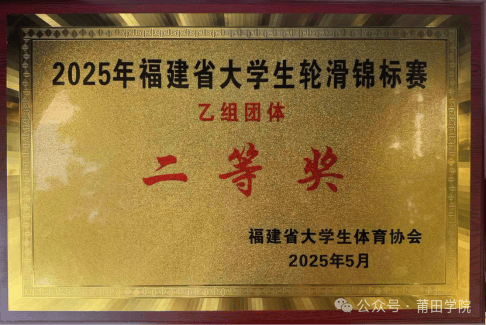 2025年福建省大学生轮滑锦标赛
乙组团体
二等奖
福建省大学生体育协会
2025年5月
公众号·莆田学院